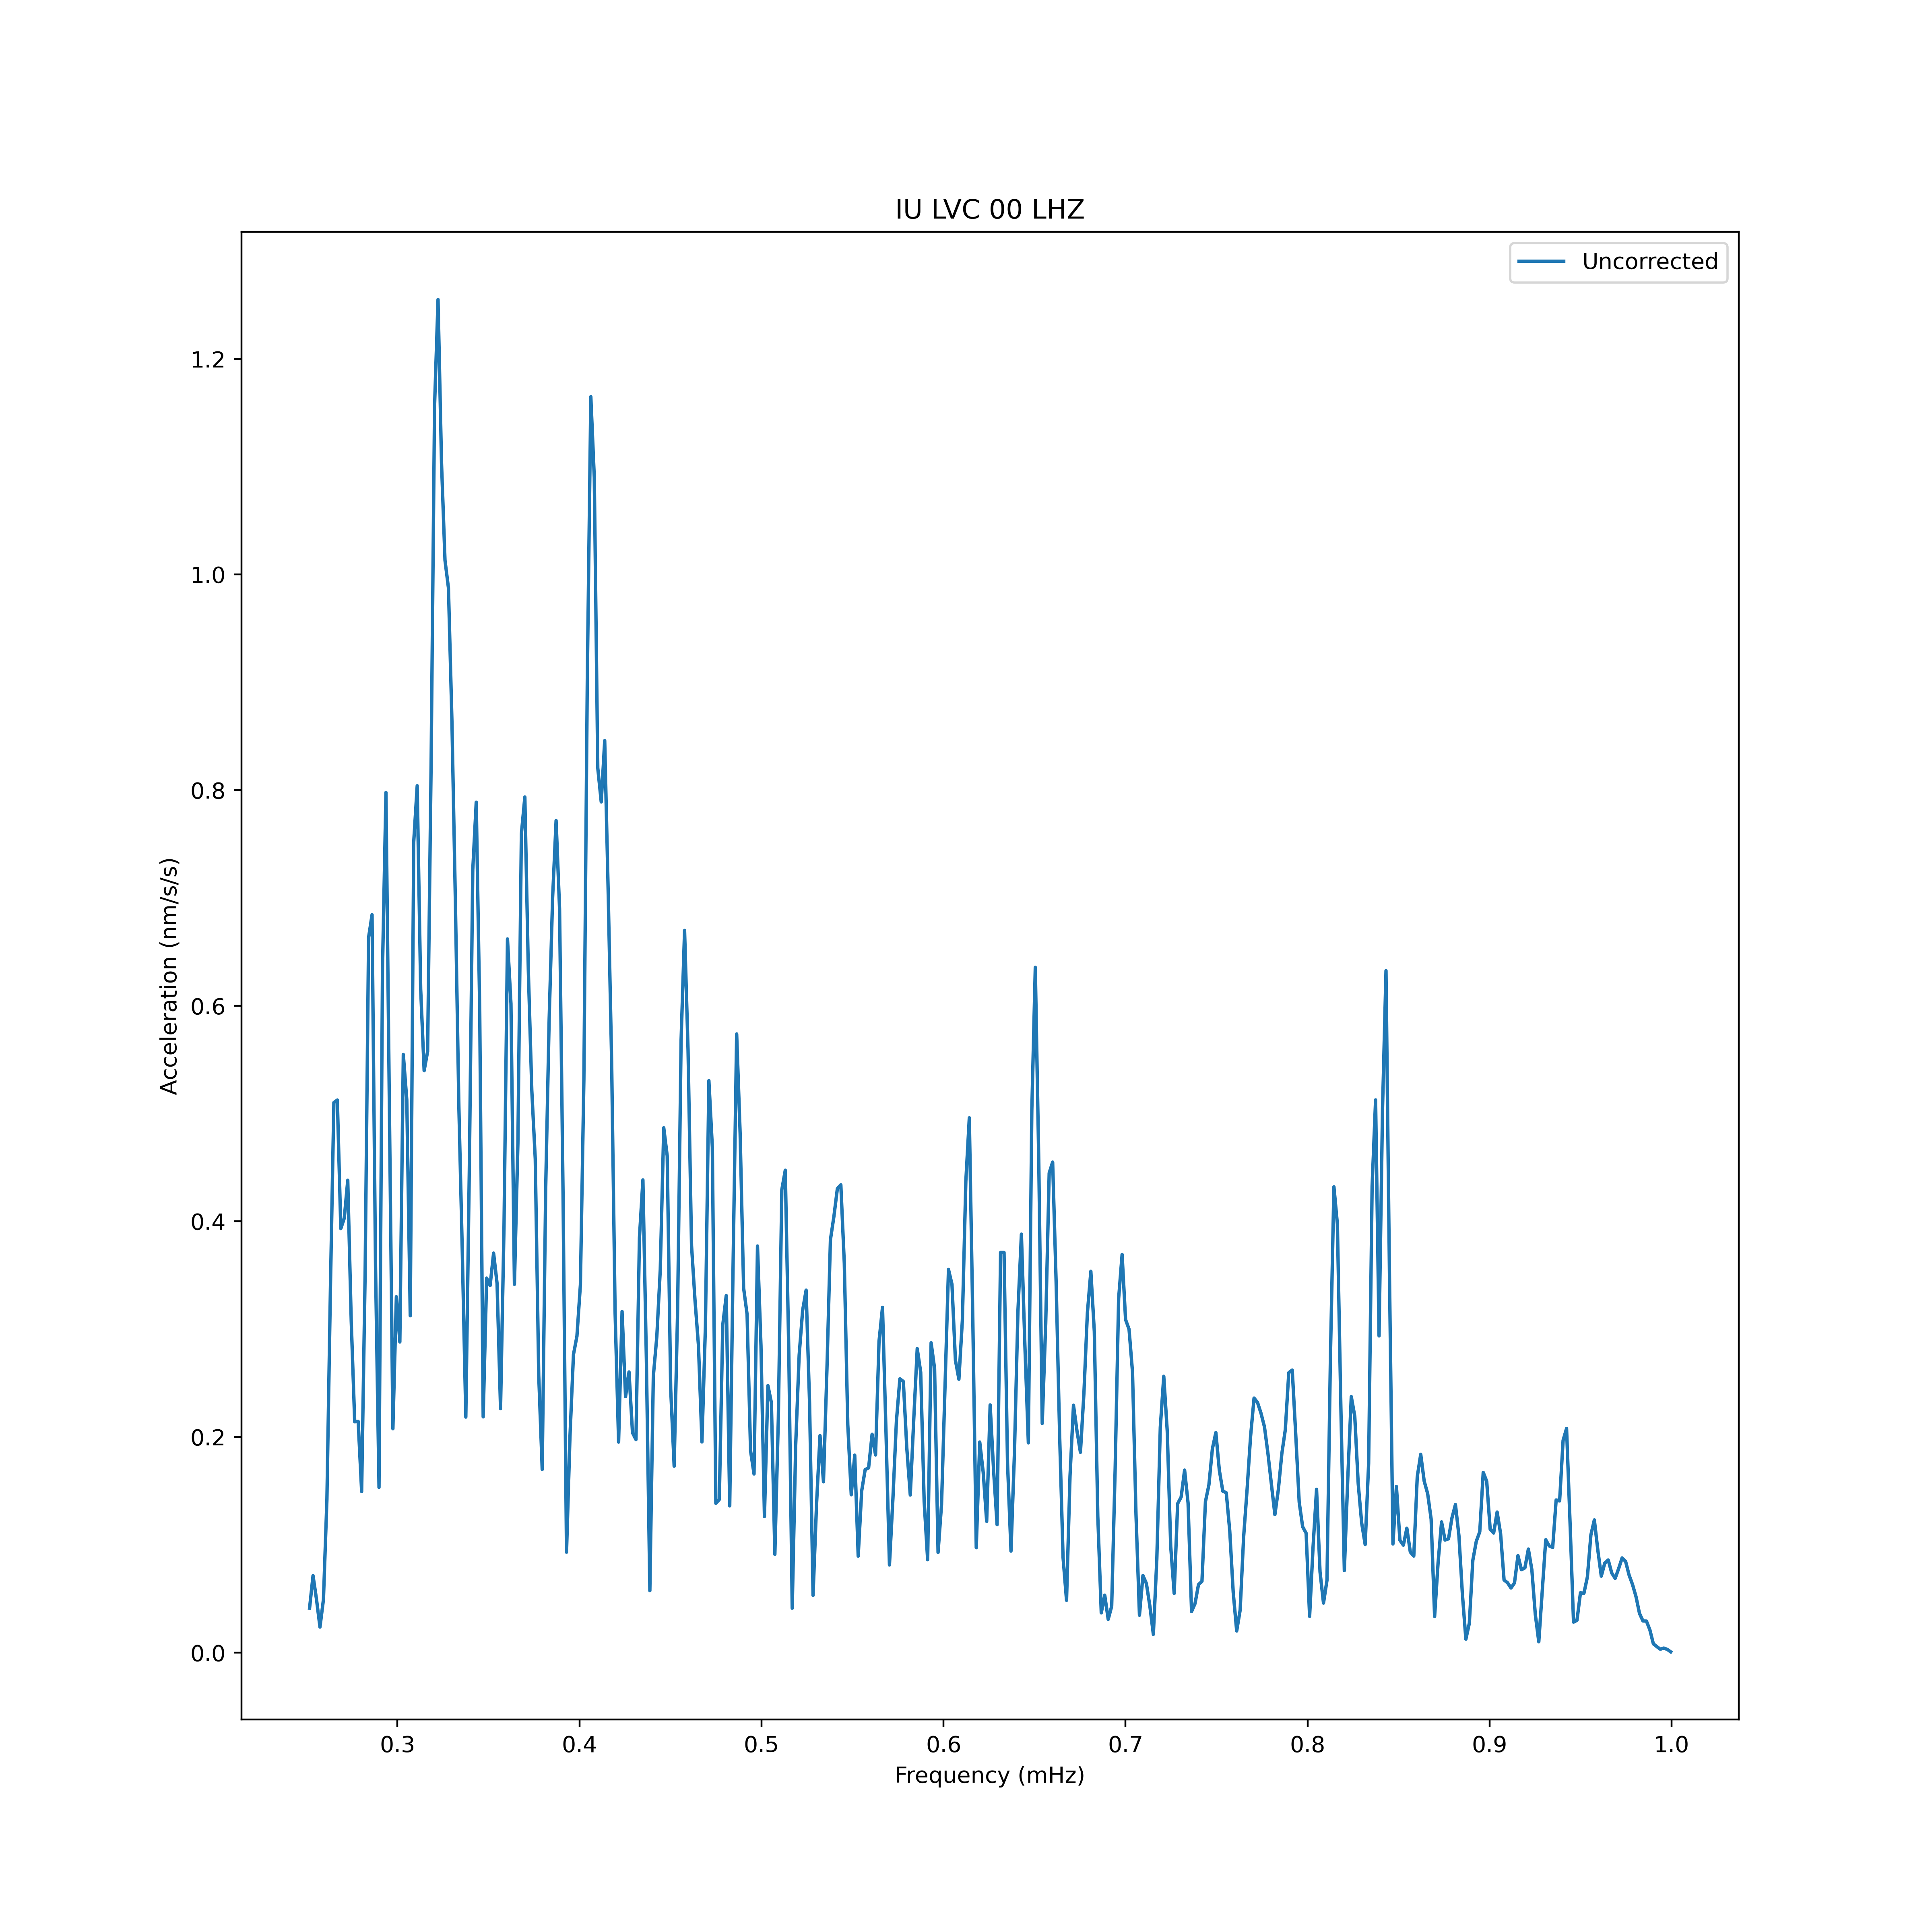 IU LVC 00 LHZ
Uncorrected
Acceleration (nm/s/s)
1.2
1.0
0.8
0.6
0.4
0.2
0.0
0.3 0.4 0.5 0.6 0.7 0.8 0.9 1.0
Frequency (mHz)